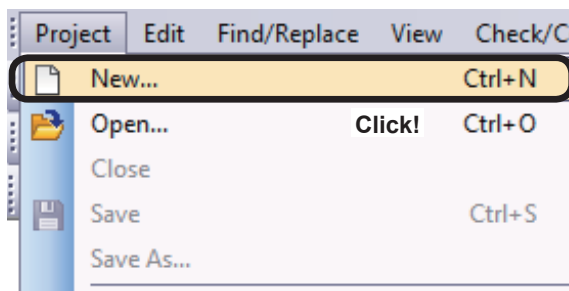 Project Edit Find/Replace View Check/C
New... Ctrl+N
Open... Click! Ctrl+O
Close
Save Ctrl+S
Save As...